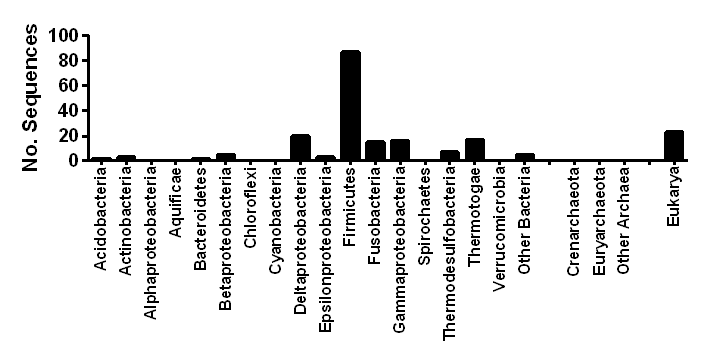 No. Sequences
100
80
60
40
20
0
Acidobacteria
Actinobacteria
Alphaproteobacteria
Aquificae
Bacteroidetes
Betaproteobacteria
Chloroflexi
Cyanobacteria
Deltaproteobacteria
Epsilonproteobacteria
Firmicutes
Fusobacteria
Gammaproteobacteria
Spirochaetes
Thermodesulfobacteria
Thermotogae
Verrucomicrobia
Other Bacteria
Crenarchaeota
Euryarchaeota
Other Archaea
Eukarya